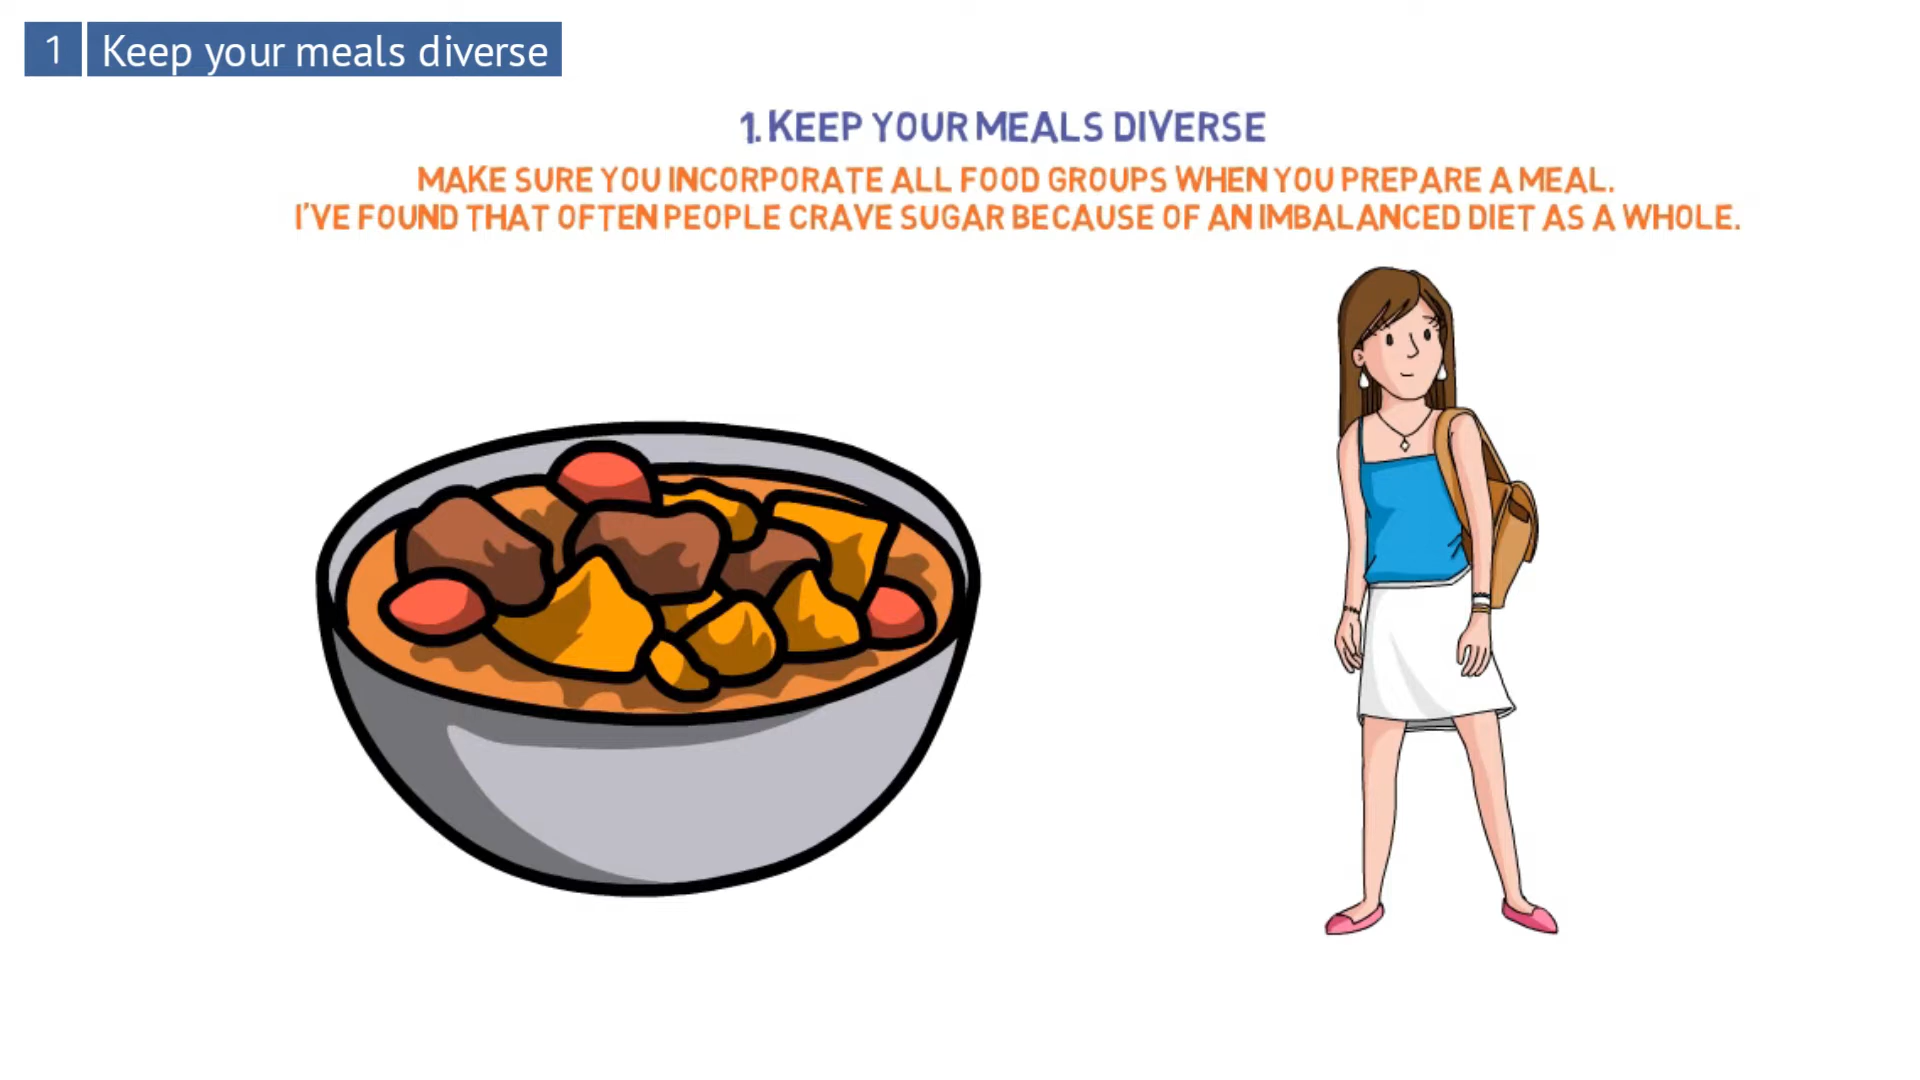 1 Keep your meals diverse
1. KEEP YOUR MEALS DIVERSE
MAKE SURE YOU INCORPORATE ALL FOOD GROUPS WHEN YOU PREPARE A MEAL.
I'VE FOUND THAT OFTEN PEOPLE CRAVE SUGAR BECAUSE OF AN IMBALANCED DIET AS A WHOLE.